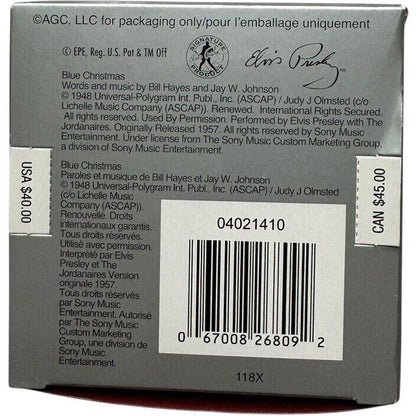 ©AGC, LLC for packaging only/pour l'emballage uniquement
© EPE, Reg. U.S. Pat & TM Off
SIGNATURE PRODUCT
Elvis Presley™
Blue Christmas
Words and music by Bill Hayes and Jay W. Johnson
© 1948 Universal-Polygram Int. Publ., Inc. (ASCAP) / Judy J Olmsted (c/o
Lichelle Music Company (ASCAP)). Renewed. International Rights Secured.
All rights reserved. Used By Permission. Performed by Elvis Presley with The
Jordanaires. Originally Released 1957. All rights reserved by Sony Music
Entertainment. Under license from The Sony Music Custom Marketing Group,
a division of Sony Music Entertainment.
Blue Christmas
Paroles et musique de Bill Hayes et Jay W. Johnson
© 1948 Universal-Polygram Int. Publ., Inc. (ASCAP) / Judy J Olmsted
(c/o Lichelle Music
Company (ASCAP)).
Renouvelle. Droits
internationaux garantis.
Tous droits réservés.
Utilisé avec permission.
Interprété par Elvis
Presley et The
Jordanaires Version
originale 1957.
Tous droits réservés
par Sony Music
Entertainment. Autorisé
par The Sony Music
Custom Marketing
Group, une division de
Sony Music
Entertainment.
USA $40.00
CAN $45.00
04021410
0 67008 26809 2
118X